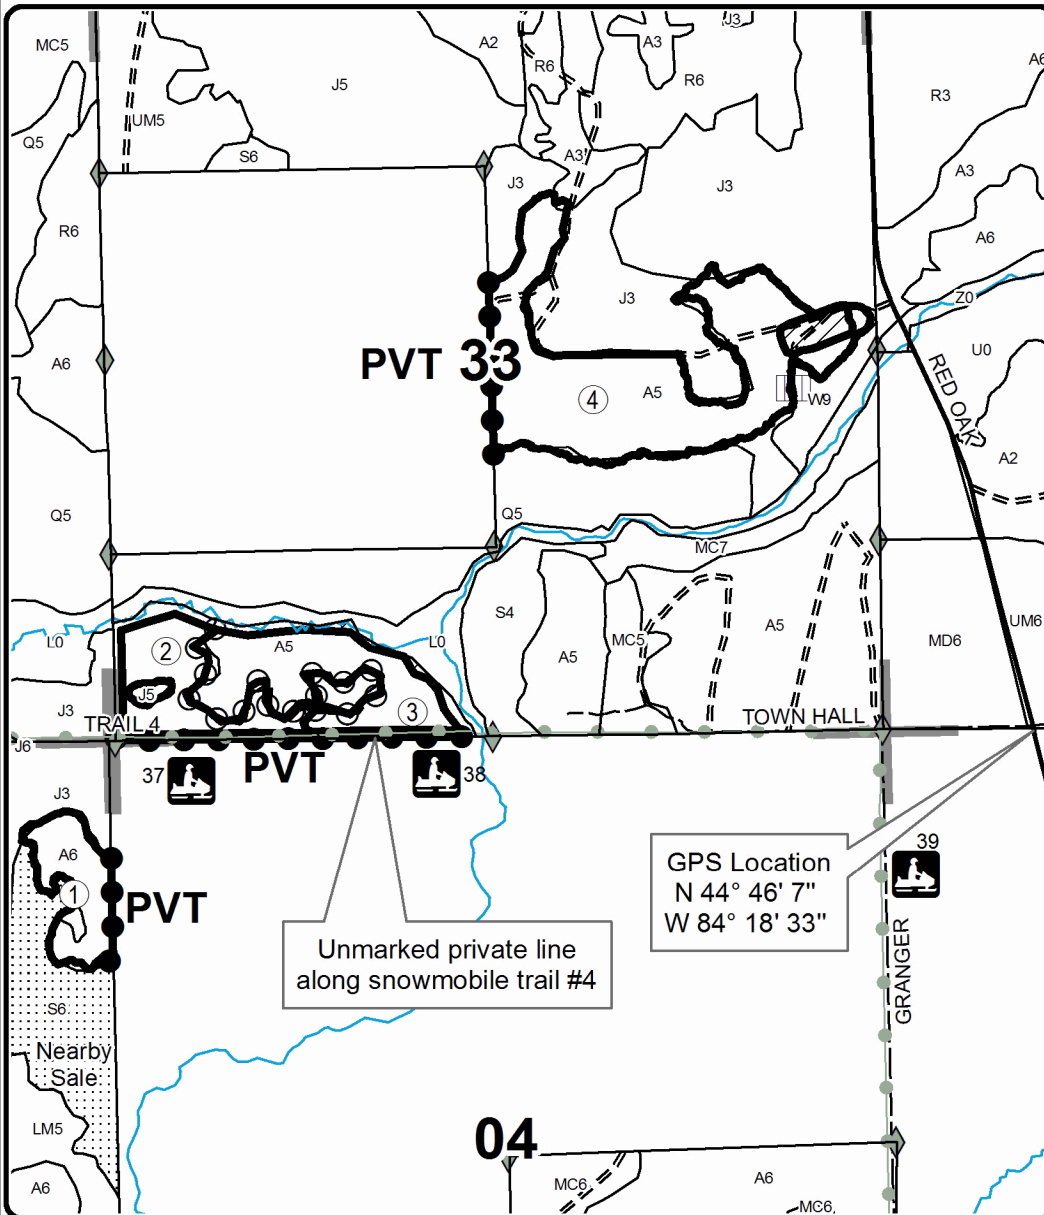 MC5
A2
J3
A3
R6
R6
A6
J5
R3
UM5
Q5
S6
A3
J3
J3
A3
R6
A6
J3
Z0
A6
U0
PVT 33
RED OAK
4
A5
W9
A2
Q5
Q5
MC7
S4
L0
2
A5
L0
MC5
A5
A5
MD6
UM6
J5
J3
TRAIL 4
3
TOWN HALL
J6
37
PVT
38
J3
A6
1
PVT
39
GPS Location
N 44° 46' 7"
W 84° 18' 33"
Unmarked private line
along snowmobile trail #4
GRANGER
S6
Nearby
Sale
LM5
04
A6
MC6
A6
MC6